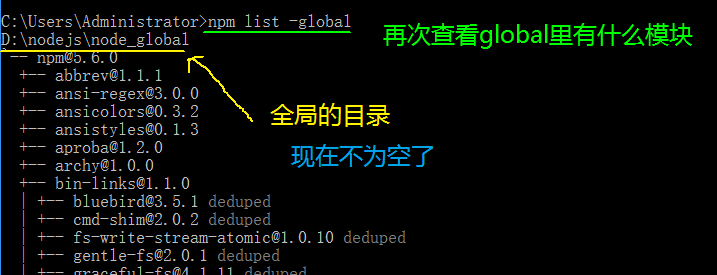 C:\Users\Administrator>npm list -global
再次查看global里有什么模块
D:\nodejs\node_global
`-- npm@5.6.0
+-- abbrev@1.1.1
+-- ansi-regex@3.0.0
+-- ansicolors@0.3.2
全局的目录
+-- ansistyles@0.1.3
+-- aproba@1.2.0
现在不为空了
+-- archy@1.0.0
+-- bin-links@1.1.0
| +-- bluebird@3.5.1 deduped
| +-- cmd-shim@2.0.2 deduped
| +-- fs-write-stream-atomic@1.0.10 deduped
| +-- gentle-fs@2.0.1 deduped
| +-- graceful-fs@4.1.11 deduped